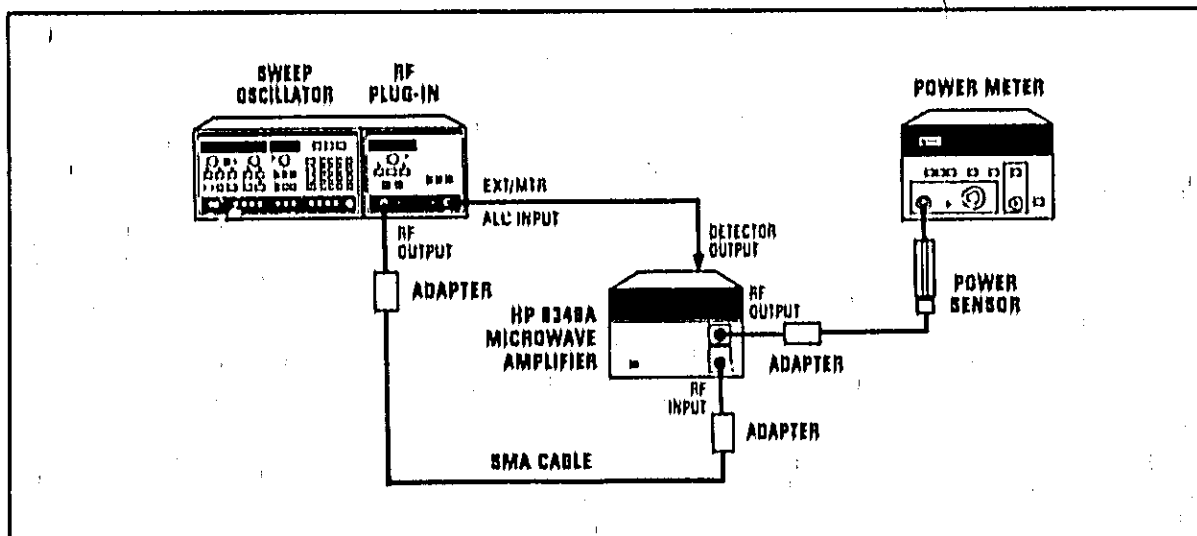 SWEEP
OSCILLATOR
RF
PLUG-IN
POWER METER
EXT/MTR
ALC INPUT
RF
OUTPUT
DETECTOR
OUTPUT
ADAPTER
RF
OUTPUT
POWER
SENSOR
HP 8348A
MICROWAVE
AMPLIFIER
ADAPTER
RF
INPUT
ADAPTER
SMA CABLE